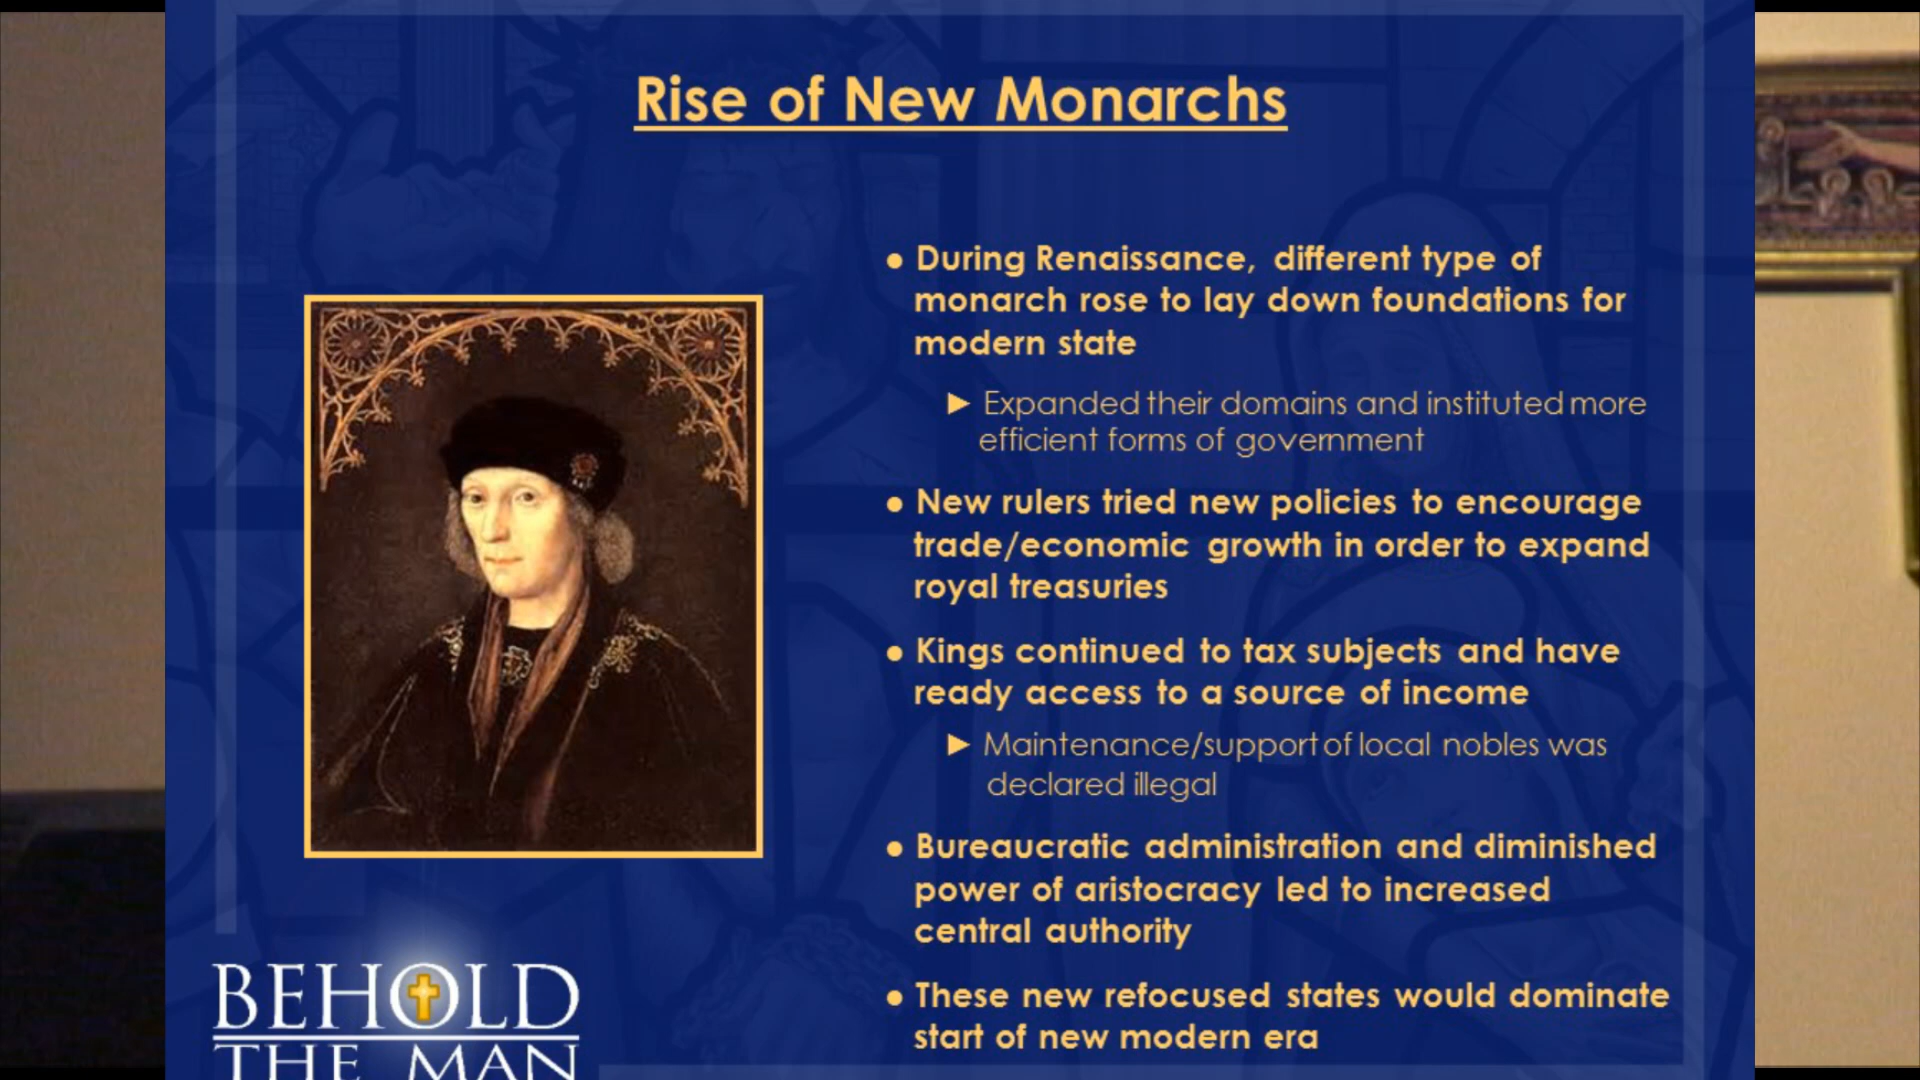 Rise of New Monarchs
● During Renaissance, different type of
monarch rose to lay down foundations for
modern state
► Expanded their domains and instituted more
efficient forms of government
● New rulers tried new policies to encourage
trade/economic growth in order to expand
royal treasuries
● Kings continued to tax subjects and have
ready access to a source of income
► Maintenance/support of local nobles was
declared illegal
● Bureaucratic administration and diminished
power of aristocracy led to increased
central authority
● These new refocused states would dominate
start of new modern era
BEHOLD
THE MAN